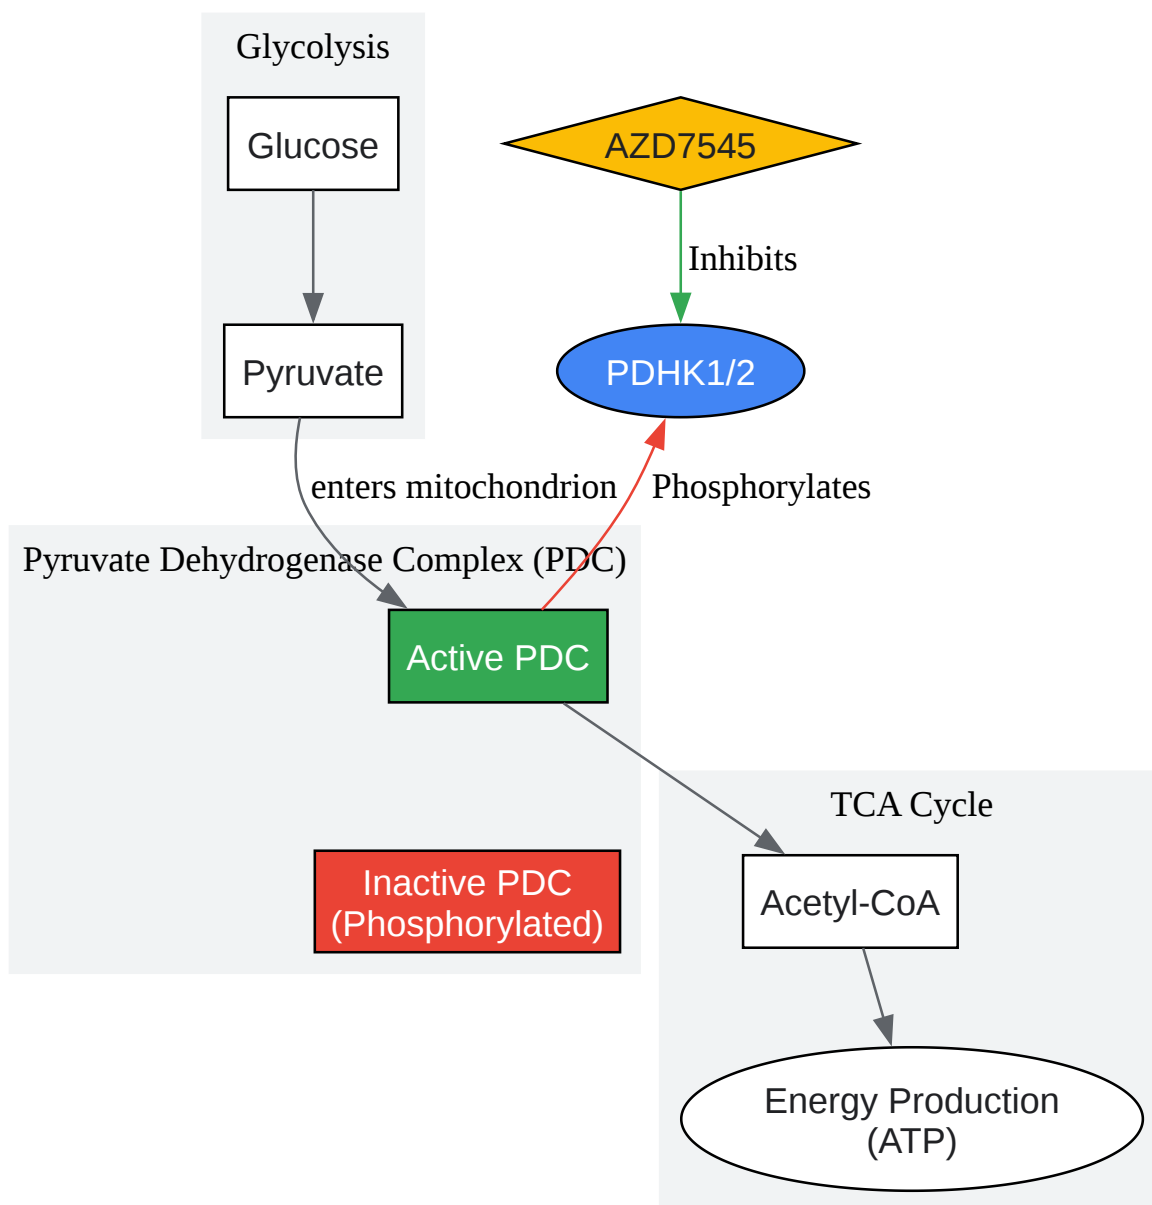 Glycolysis
Glucose
AZD7545
Inhibits
Pyruvate
PDHK1/2
enters mitochondrion
Phosphorylates
Pyruvate Dehydrogenase Complex (PDC)
Active PDC
TCA Cycle
Inactive PDC
(Phosphorylated)
Acetyl-CoA
Energy Production
(ATP)